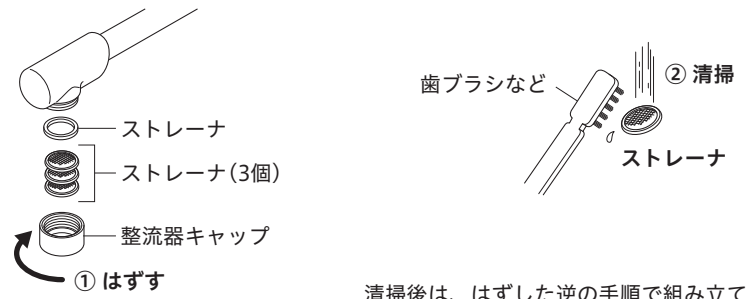 ストレーナ
ストレーナ(3個)
整流器キャップ
① はずす
歯ブラシなど
② 清掃
ストレーナ
清掃後は、はずした逆の手順で組み立て